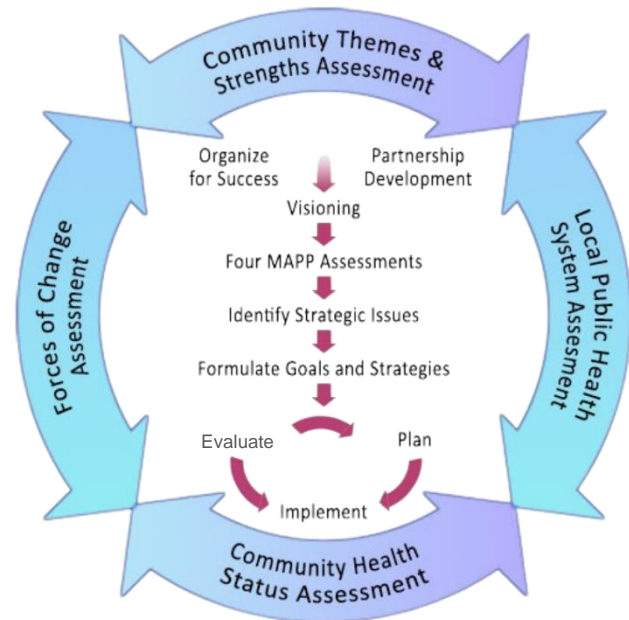 Community Themes &
Strengths Assessment
Organize
for Success
Partnership
Development
Visioning
Four MAPP Assessments
Identify Strategic Issues
Formulate Goals and Strategies
Evaluate
Plan
Implement
Forces of Change
Assessment
Local Public Health
System Assesment
Community Health
Status Assessment